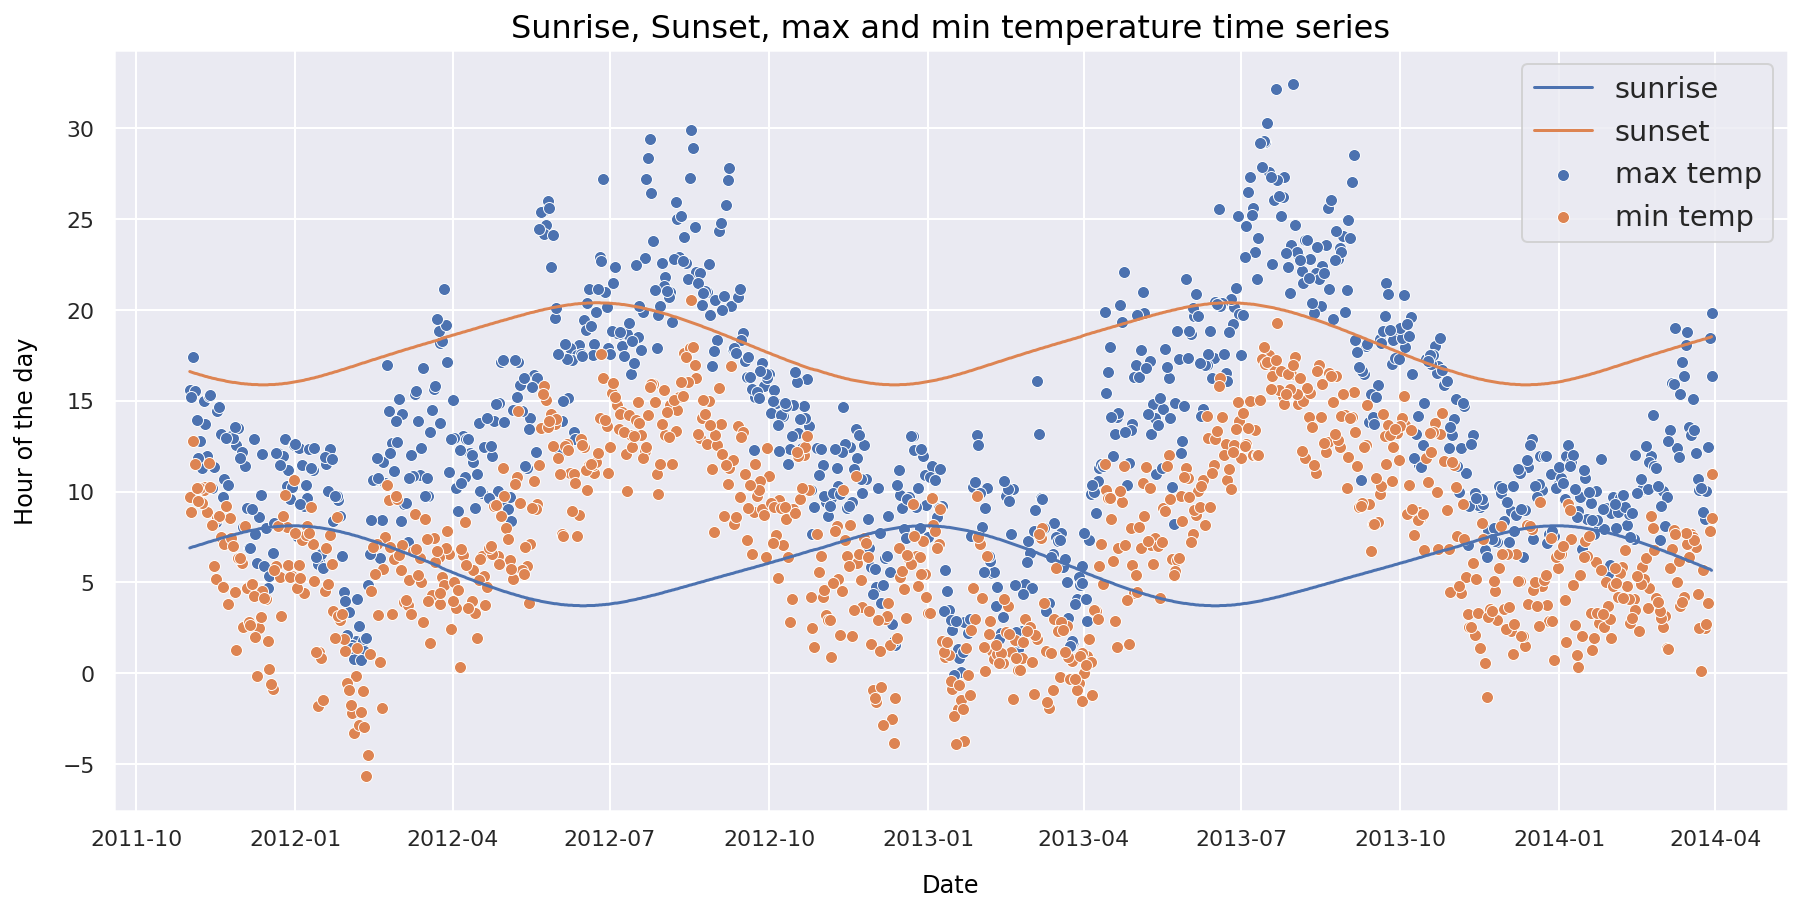 Sunrise, Sunset, max and min temperature time series
sunrise
sunset
max temp
min temp
Hour of the day
30
25
20
15
10
5
0
−5
2011-10
2012-01
2012-04
2012-07
2012-10
2013-01
2013-04
2013-07
2013-10
2014-01
2014-04
Date